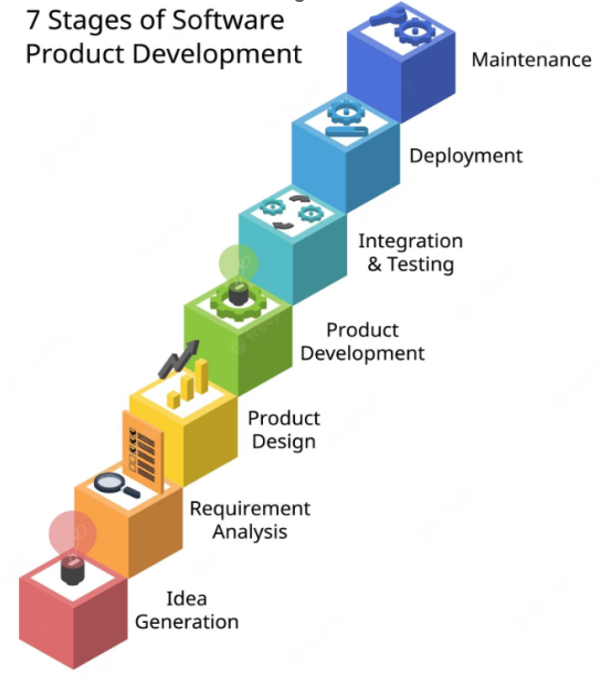 7 Stages of Software
Product Development
Maintenance
Deployment
Integration
& Testing
Product
Development
Product
Design
Requirement
Analysis
Idea
Generation